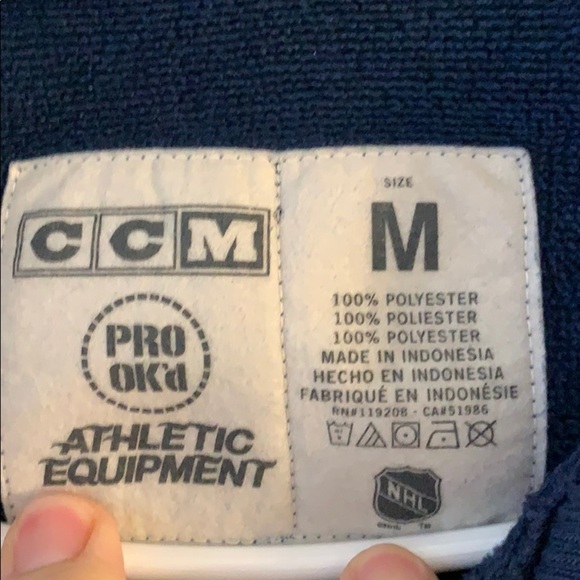 CCM
PRO
OK'd
ATHLETIC
EQUIPMENT
SIZE
M
100% POLYESTER
100% POLIESTER
100% POLYESTER
MADE IN INDONESIA
HECHO EN INDONESIA
FABRIQUÉ EN INDONÉSIE
RN#119208 - CA#51986
NHL
TM